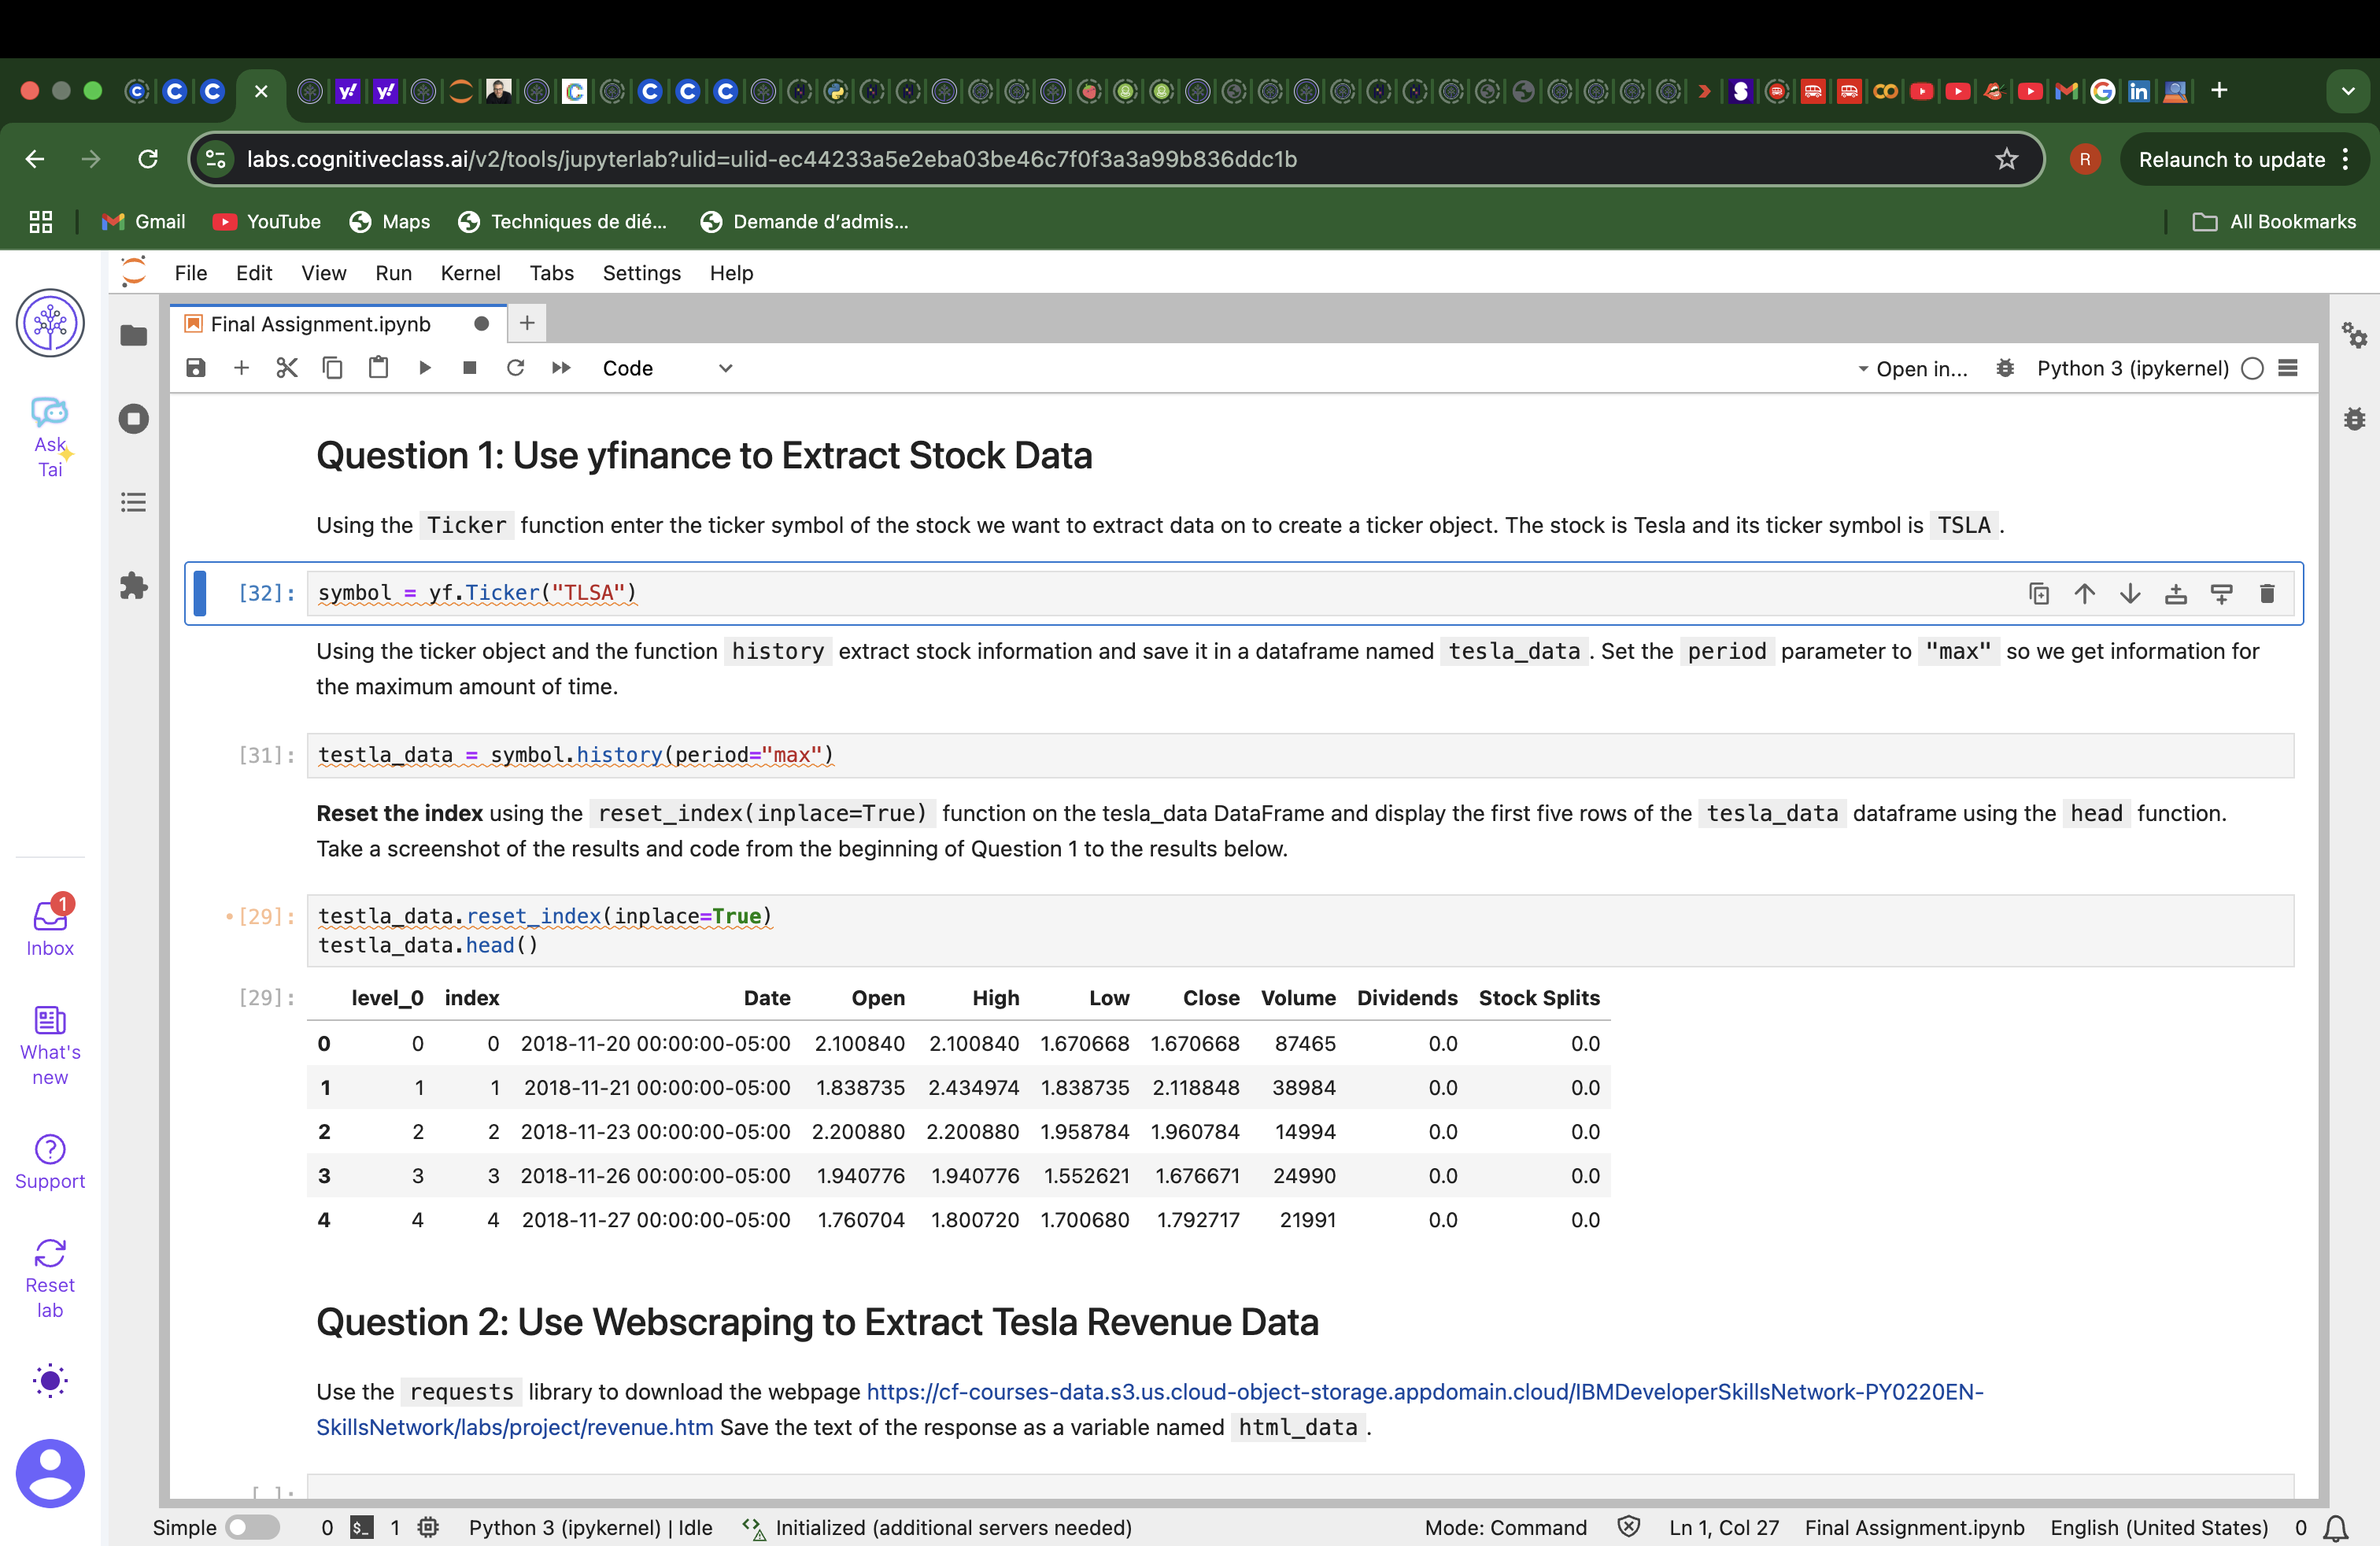 labs.cognitiveclass.ai/v2/tools/jupyterlab?ulid=ulid-ec44233a5e2eba03be46c7f0f3a3a99b836ddc1b
R
Relaunch to update
Gmail
YouTube
Maps
Techniques de dié...
Demande d'admis...
All Bookmarks
File Edit View Run Kernel Tabs Settings Help
Final Assignment.ipynb
Code
Open in...
Python 3 (ipykernel)
Ask
Tai
Question 1: Use yfinance to Extract Stock Data
Using the Ticker function enter the ticker symbol of the stock we want to extract data on to create a ticker object. The stock is Tesla and its ticker symbol is TSLA.
[32]: symbol = yf.Ticker("TLSA")
Using the ticker object and the function history extract stock information and save it in a dataframe named tesla_data. Set the period parameter to "max" so we get information for
the maximum amount of time.
[31]: testla_data = symbol.history(period="max")
Reset the index using the reset_index(inplace=True) function on the tesla_data DataFrame and display the first five rows of the tesla_data dataframe using the head function.
Take a screenshot of the results and code from the beginning of Question 1 to the results below.
[29]: testla_data.reset_index(inplace=True)
testla_data.head()
[29]: level_0 index Date Open High Low Close Volume Dividends Stock Splits
0 0 0 2018-11-20 00:00:00-05:00 2.100840 2.100840 1.670668 1.670668 87465 0.0 0.0
1 1 1 2018-11-21 00:00:00-05:00 1.838735 2.434974 1.838735 2.118848 38984 0.0 0.0
2 2 2 2018-11-23 00:00:00-05:00 2.200880 2.200880 1.958784 1.960784 14994 0.0 0.0
3 3 3 2018-11-26 00:00:00-05:00 1.940776 1.940776 1.552621 1.676671 24990 0.0 0.0
4 4 4 2018-11-27 00:00:00-05:00 1.760704 1.800720 1.700680 1.792717 21991 0.0 0.0
Question 2: Use Webscraping to Extract Tesla Revenue Data
Use the requests library to download the webpage https://cf-courses-data.s3.us.cloud-object-storage.appdomain.cloud/IBMDeveloperSkillsNetwork-PY0220EN-
SkillsNetwork/labs/project/revenue.htm Save the text of the response as a variable named html_data.
[ ]:
1
Inbox
What's
new
Support
Reset
lab
Simple 0 1 Python 3 (ipykernel) | Idle Initialized (additional servers needed) Mode: Command Ln 1, Col 27 Final Assignment.ipynb English (United States) 0